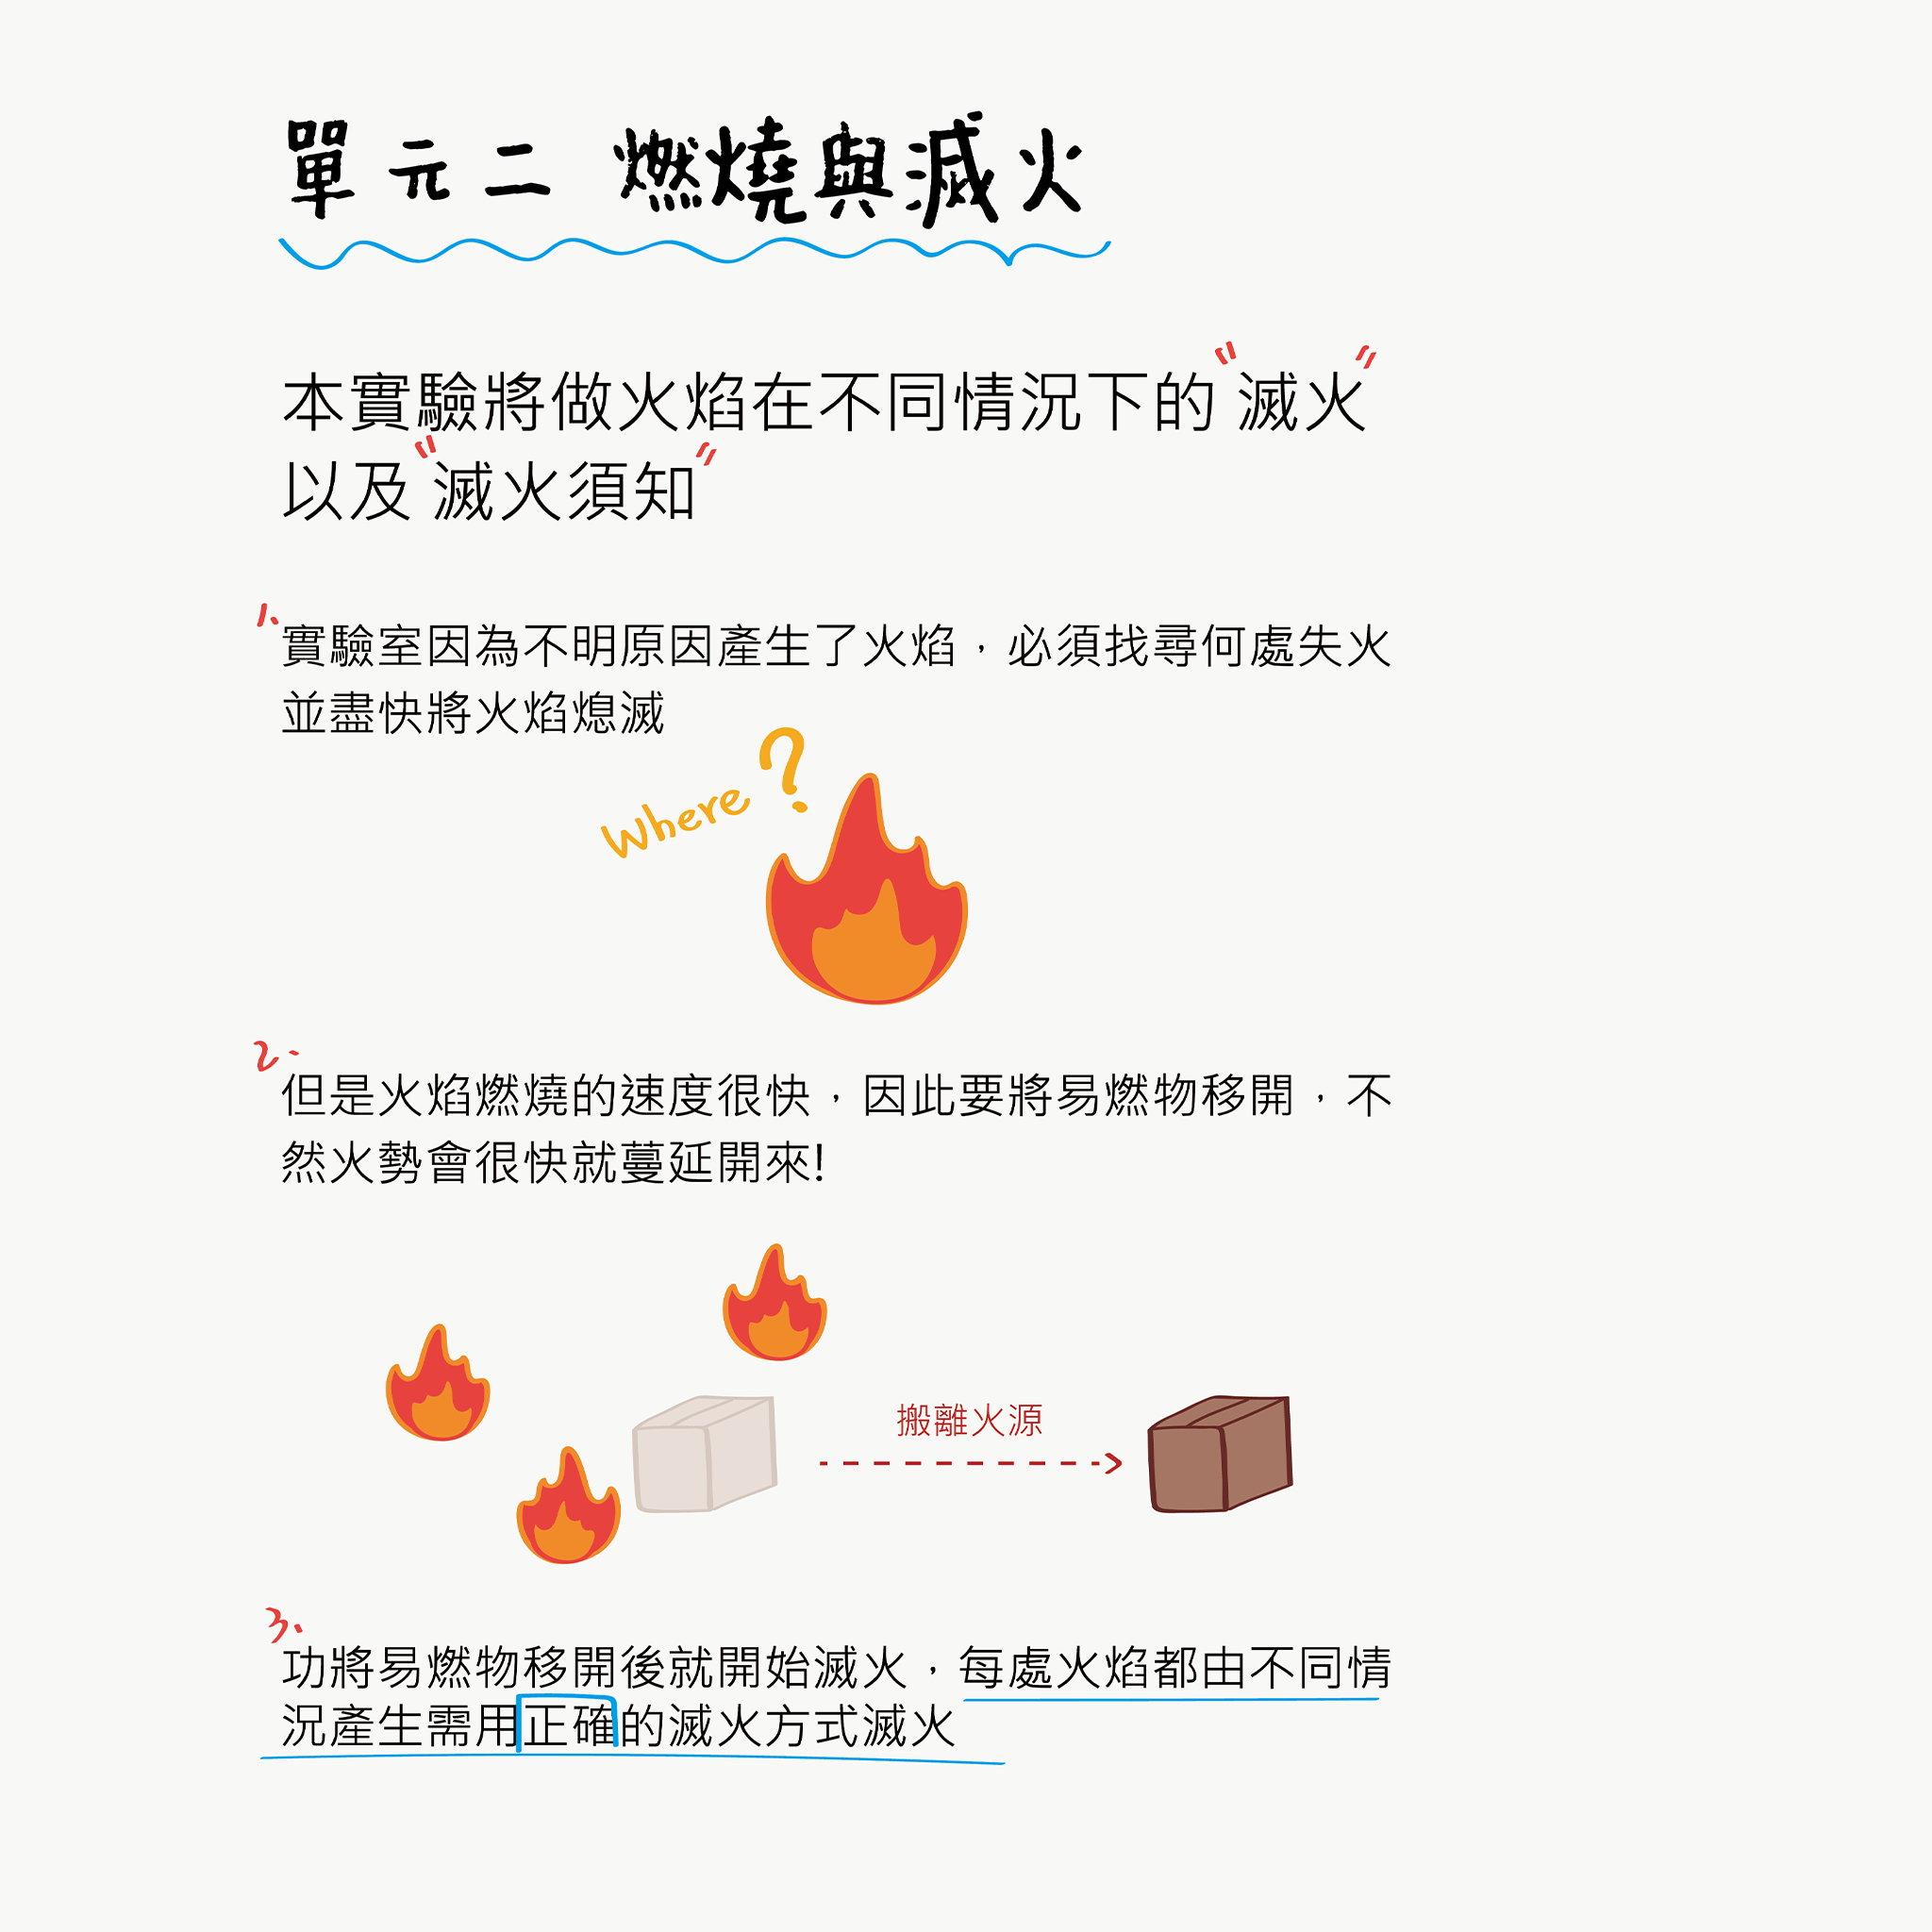 單元二 燃燒與滅火
本實驗將做火焰在不同情況下的"滅火"
以及"滅火須知"
1.實驗室因為不明原因產生了火焰，必須找尋何處失火
並盡快將火焰熄滅
Where?
2.但是火焰燃燒的速度很快，因此要將易燃物移開，不
然火勢會很快就蔓延開來!
搬離火源
3.功將易燃物移開後就開始滅火，每處火焰都由不同情
況產生需用正確的滅火方式滅火